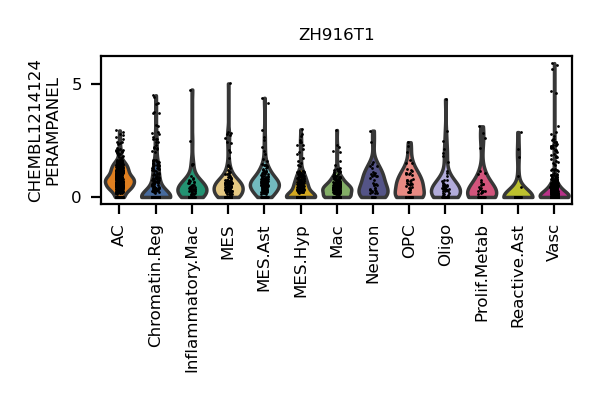 ZH916T1
CHEMBL1214124
PERAMPANEL
5
0
AC
Chromatin.Reg
Inflammatory.Mac
MES
MES.Ast
MES.Hyp
Mac
Neuron
OPC
Oligo
Prolif.Metab
Reactive.Ast
Vasc